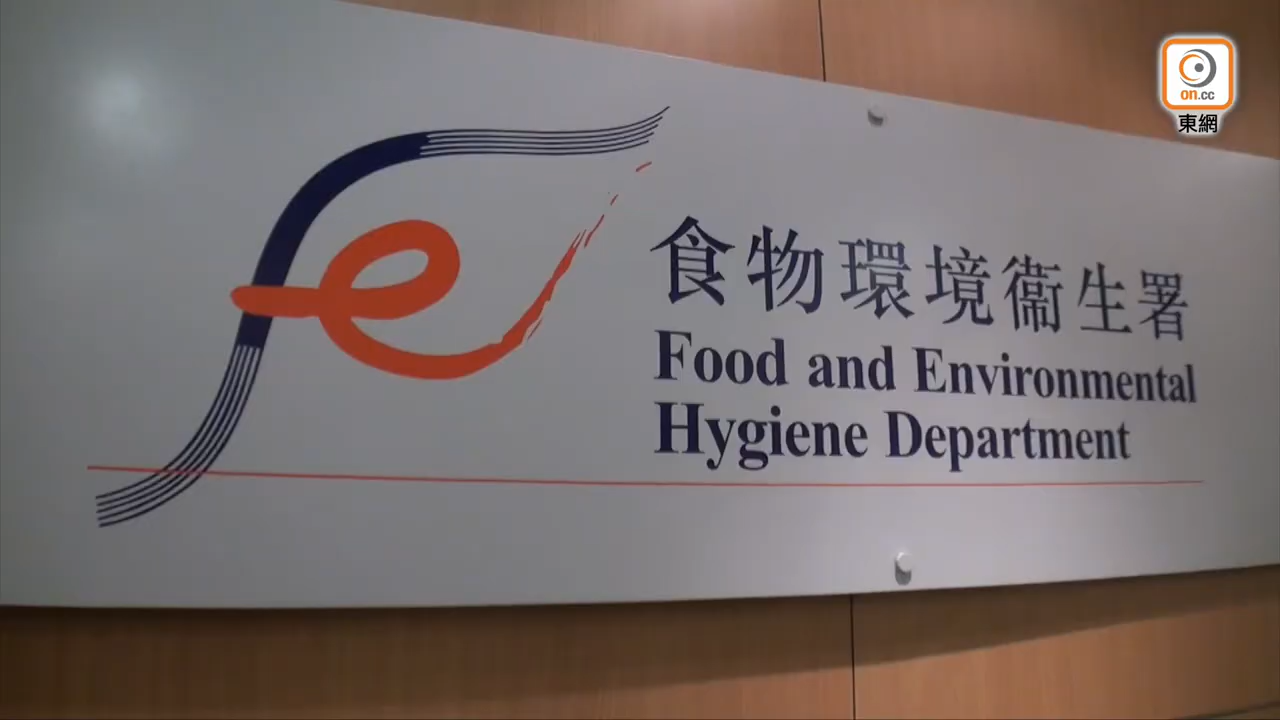 on.cc
東網
食物環境衞生署
Food and Environmental
Hygiene Department